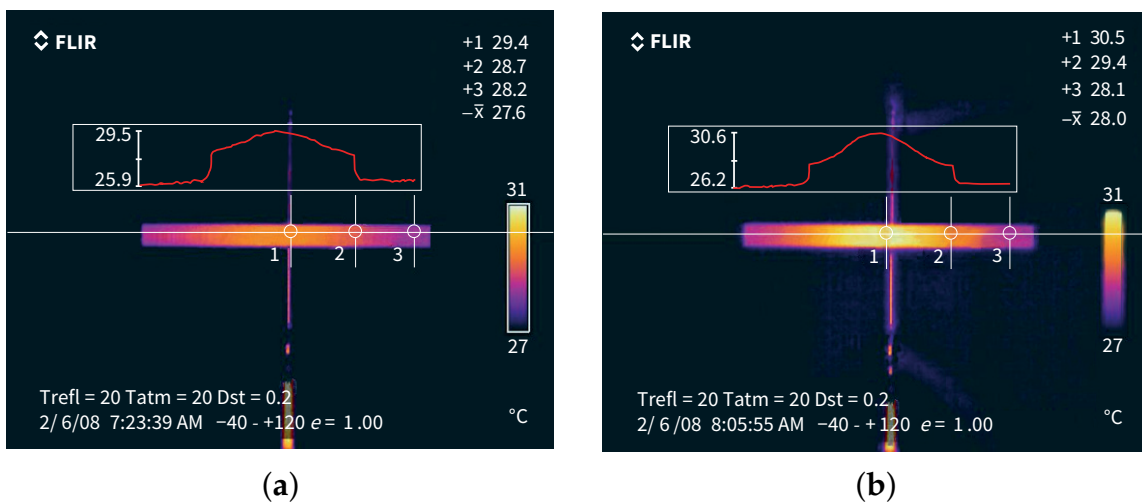 FLIR
+1 29.4
+2 28.7
+3 28.2
–x̄ 27.6
29.5
25.9
31
1 2 3
27
Trefl = 20 Tatm = 20 Dst = 0.2
2/ 6/08 7:23:39 AM −40 - +120 e = 1.00
°C
(a)
FLIR
+1 30.5
+2 29.4
+3 28.1
–x̄ 28.0
30.6
26.2
31
1 2 3
27
Trefl = 20 Tatm = 20 Dst = 0.2
2/ 6 /08 8:05:55 AM −40 - + 120 e = 1.00
°C
(b)